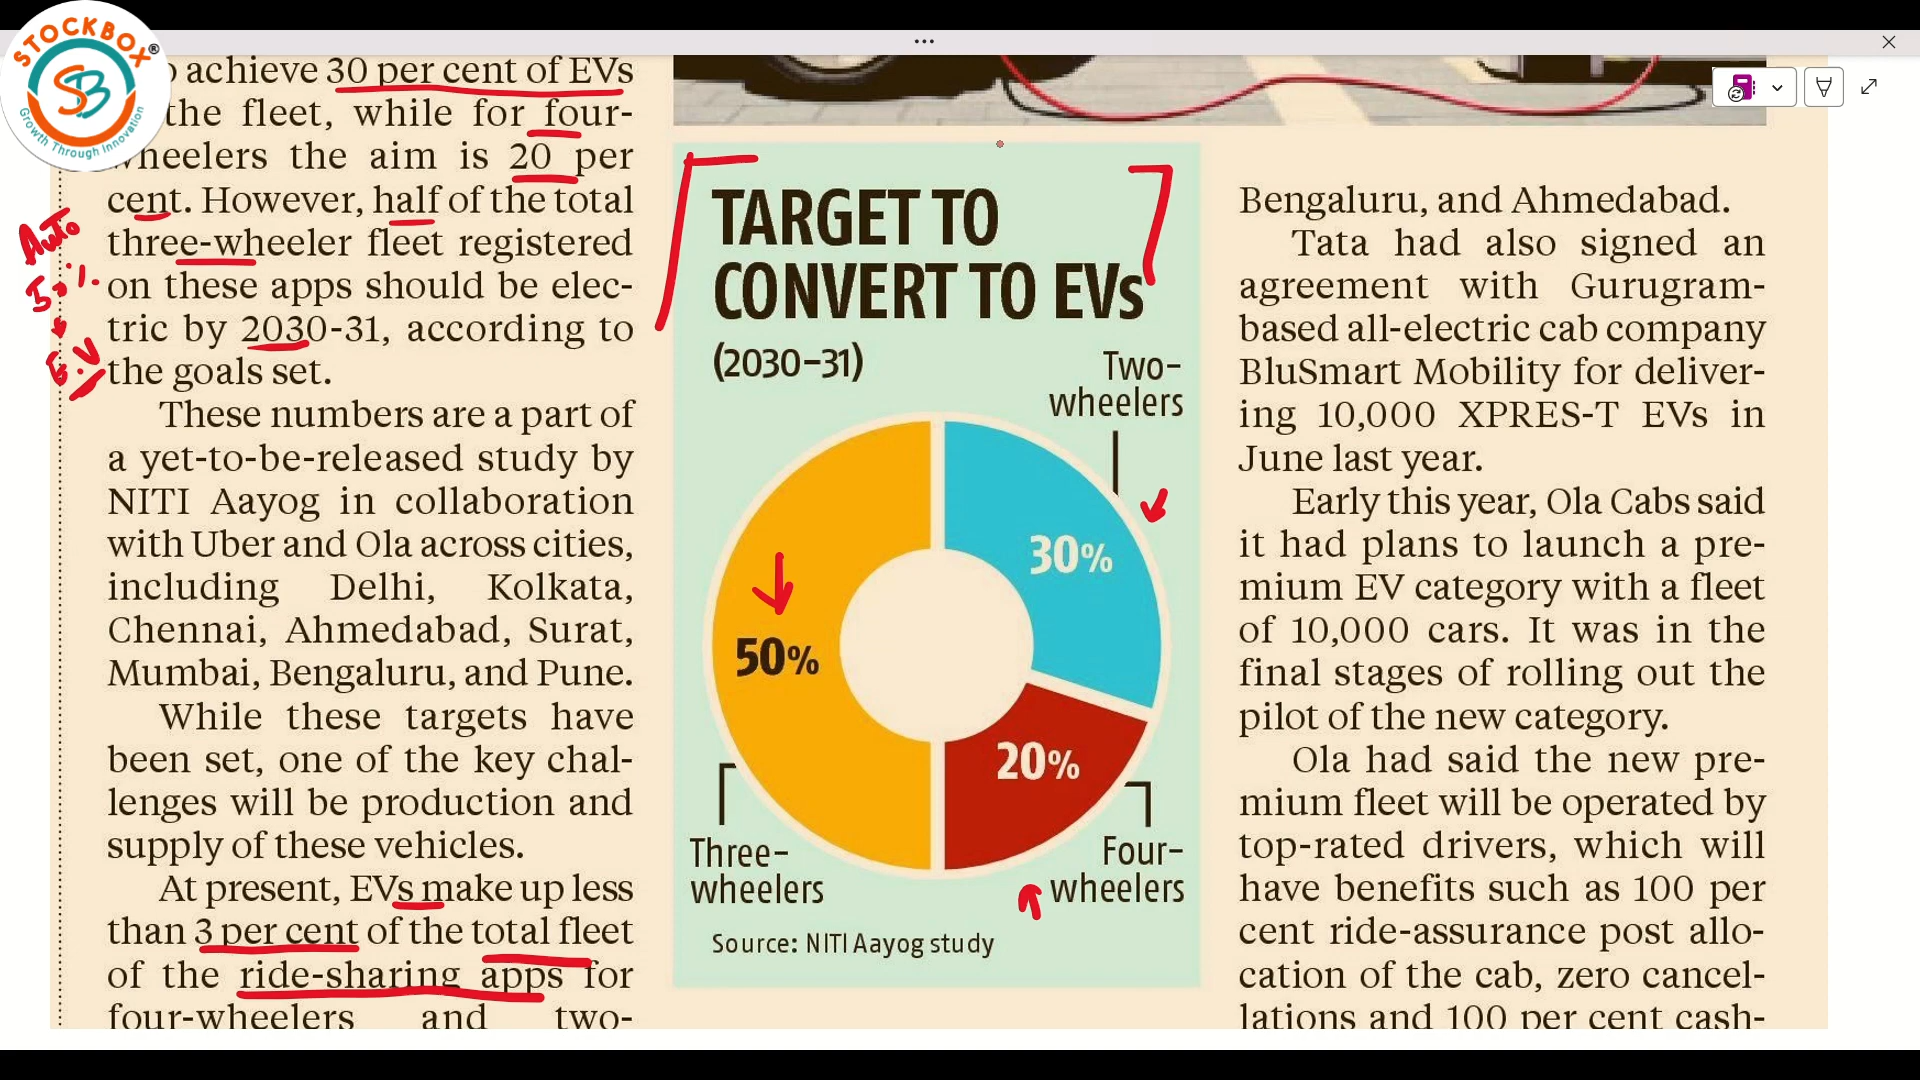 STOCKBOX®
SB
Growth Through Innovation
achieve 30 per cent of EVs
the fleet, while for four-
wheelers the aim is 20 per
cent. However, half of the total
three-wheeler fleet registered
on these apps should be elec-
tric by 2030-31, according to
the goals set.
These numbers are a part of
a yet-to-be-released study by
NITI Aayog in collaboration
with Uber and Ola across cities,
including Delhi, Kolkata,
Chennai, Ahmedabad, Surat,
Mumbai, Bengaluru, and Pune.
While these targets have
been set, one of the key chal-
lenges will be production and
supply of these vehicles.
At present, EVs make up less
than 3 per cent of the total fleet
of the ride-sharing apps for
four-wheelers and two-
Auto
50%
E.V
TARGET TO
CONVERT TO EVs
(2030–31)
Two-
wheelers
30%
50%
20%
Three-
wheelers
Four-
wheelers
Source: NITI Aayog study
Bengaluru, and Ahmedabad.
Tata had also signed an
agreement with Gurugram-
based all-electric cab company
BluSmart Mobility for deliver-
ing 10,000 XPRES-T EVs in
June last year.
Early this year, Ola Cabs said
it had plans to launch a pre-
mium EV category with a fleet
of 10,000 cars. It was in the
final stages of rolling out the
pilot of the new category.
Ola had said the new pre-
mium fleet will be operated by
top-rated drivers, which will
have benefits such as 100 per
cent ride-assurance post allo-
cation of the cab, zero cancel-
lations and 100 per cent cash-